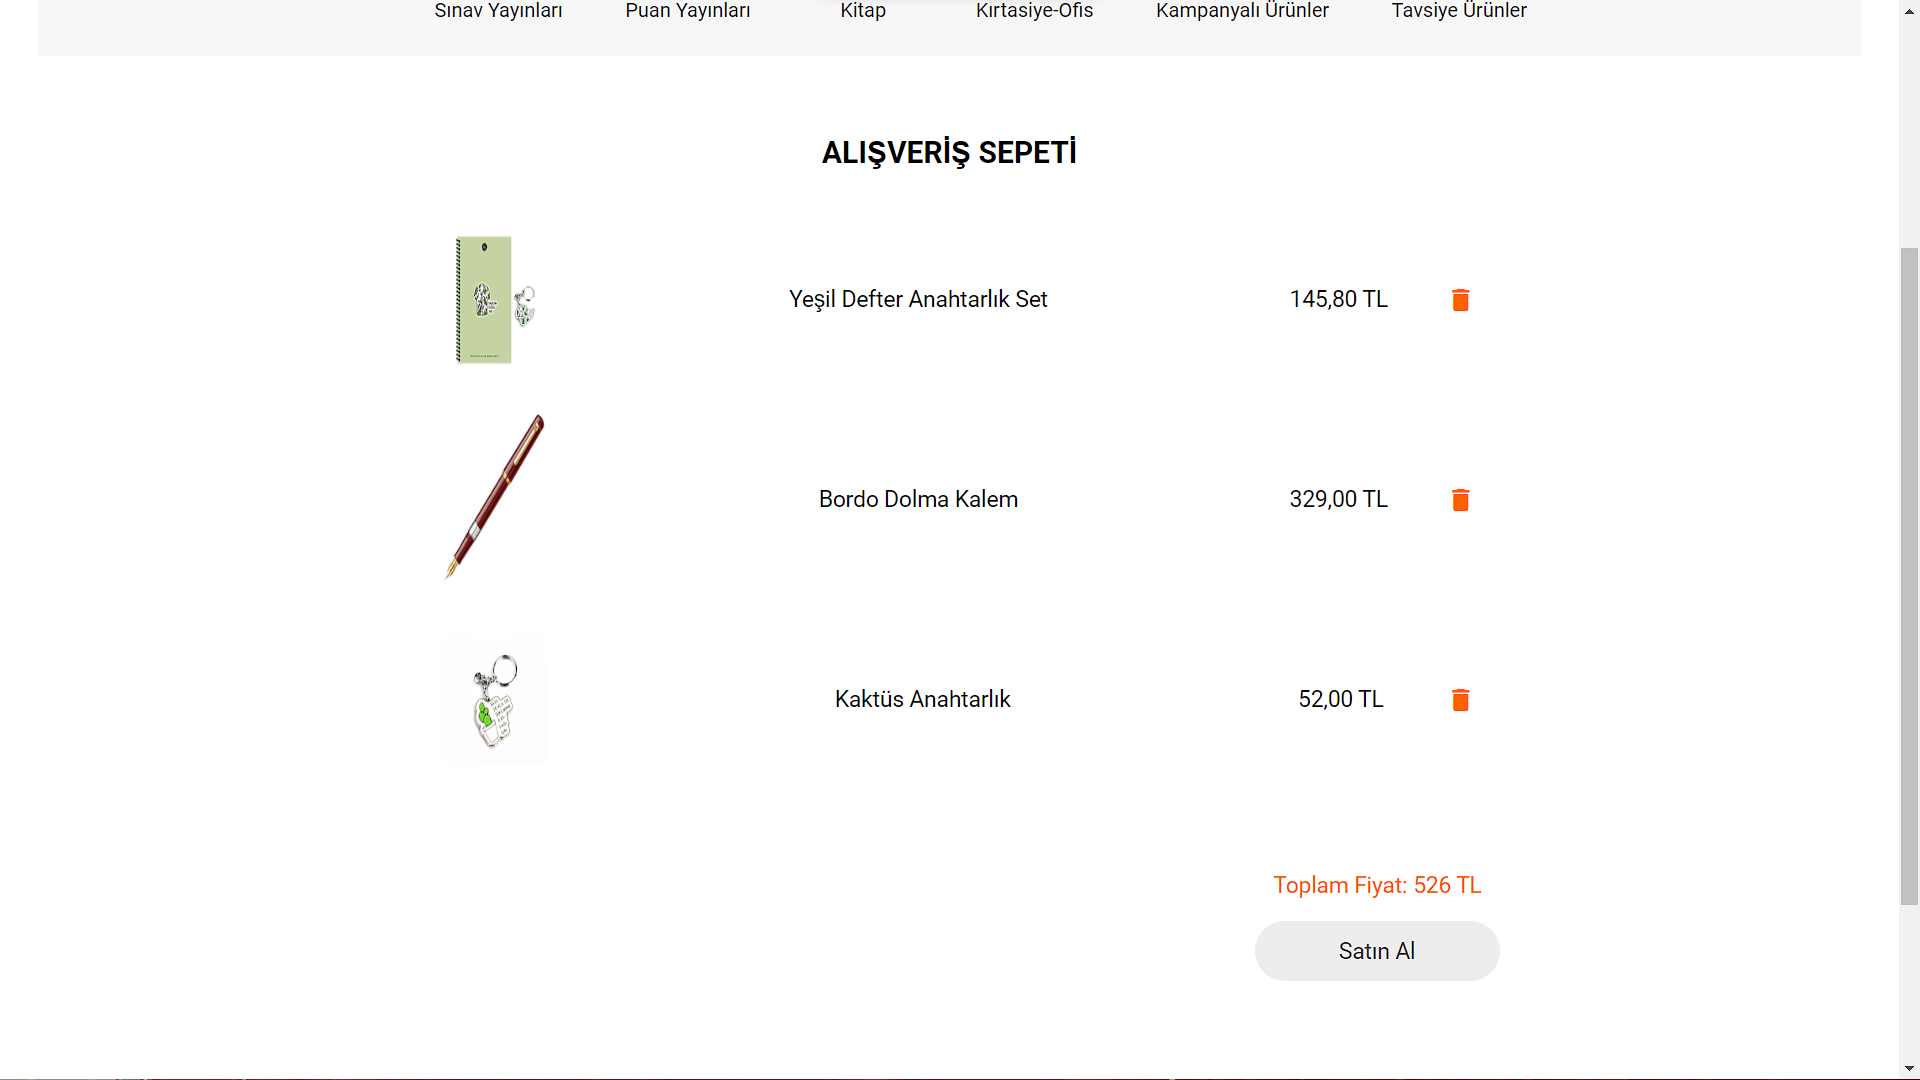 Sınav Yayınları Puan Yayınları Kitap Kırtasiye-Ofis Kampanyalı Ürünler Tavsiye Ürünler
ALIŞVERİŞ SEPETİ
Yeşil Defter Anahtarlık Set 145,80 TL
Bordo Dolma Kalem 329,00 TL
Kaktüs Anahtarlık 52,00 TL
Toplam Fiyat: 526 TL
Satın Al